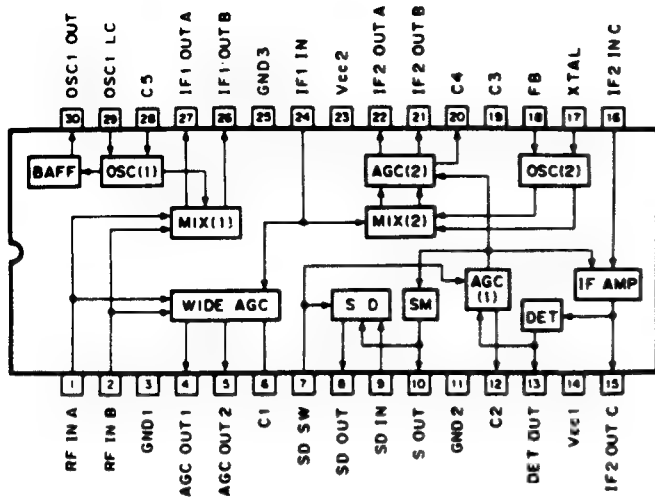 OSC1 OUT
OSC1 LC
C5
IF1 OUT A
IF1 OUT B
GND3
IF1 IN
Vcc2
IF2 OUT A
IF2 OUT B
C4
C3
FB
XTAL
IF2 IN C
30 29 28 27 26 25 24 23 22 21 20 19 18 17 16
BAFF
OSC(1)
AGC(2)
OSC(2)
MIX(1)
MIX(2)
WIDE AGC
S D
SM
AGC
(1)
IF AMP
DET
1 2 3 4 5 6 7 8 9 10 11 12 13 14 15
RF IN A
RF IN B
GND1
AGC OUT1
AGC OUT2
C1
SD SW
SD OUT
SD IN
S OUT
GND2
C2
DET OUT
Vcc1
IF2 OUT C